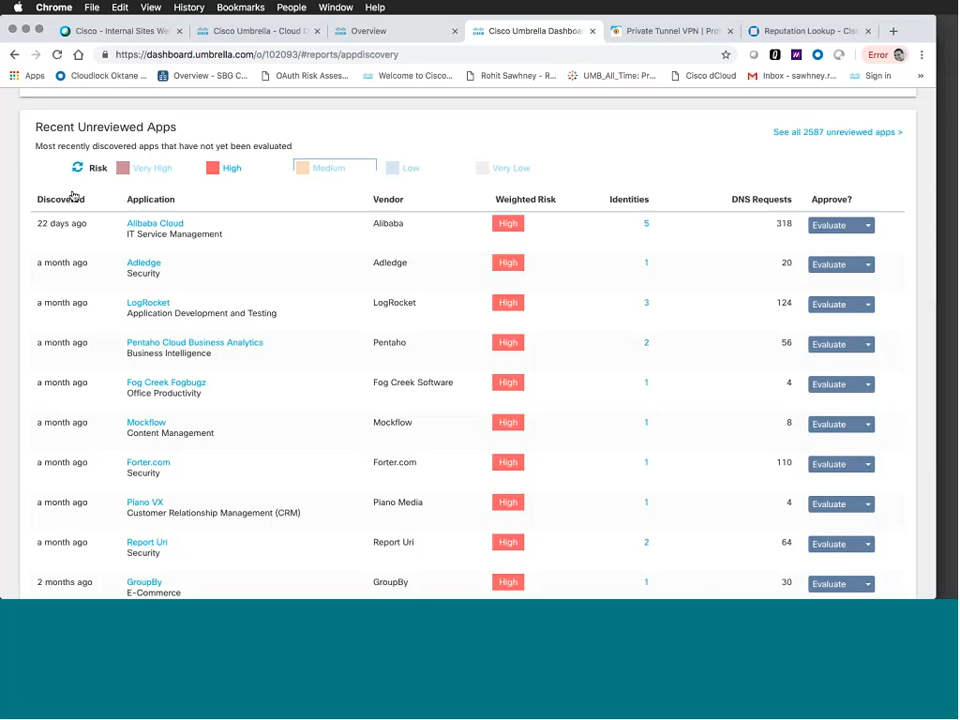 Chrome File Edit View History Bookmarks People Window Help
Cisco - Internal Sites We Cisco Umbrella - Cloud D Overview Cisco Umbrella Dashboa Private Tunnel VPN | Pro Reputation Lookup - Cis
https://dashboard.umbrella.com/o/102093/#reports/appdiscovery Error
Apps Cloudlock Oktane ... Overview - SBG C... OAuth Risk Asses... Welcome to Cisco... Rohit Sawhney - R... UMB_All_Time: Pr... Cisco dCloud Inbox - sawhney.r... Sign in »
Recent Unreviewed Apps
See all 2587 unreviewed apps >
Most recently discovered apps that have not yet been evaluated
Risk Very High High Medium Low Very Low
Discovered Application Vendor Weighted Risk Identities DNS Requests Approve?
22 days ago Alibaba Cloud Alibaba High 5 318 Evaluate
IT Service Management
a month ago Adledge Adledge High 1 20 Evaluate
Security
a month ago LogRocket LogRocket High 3 124 Evaluate
Application Development and Testing
a month ago Pentaho Cloud Business Analytics Pentaho High 2 56 Evaluate
Business Intelligence
a month ago Fog Creek Fogbugz Fog Creek Software High 1 4 Evaluate
Office Productivity
a month ago Mockflow Mockflow High 1 8 Evaluate
Content Management
a month ago Forter.com Forter.com High 1 110 Evaluate
Security
a month ago Piano VX Piano Media High 1 4 Evaluate
Customer Relationship Management (CRM)
a month ago Report Uri Report Uri High 2 64 Evaluate
Security
2 months ago GroupBy GroupBy High 1 30 Evaluate
E-Commerce